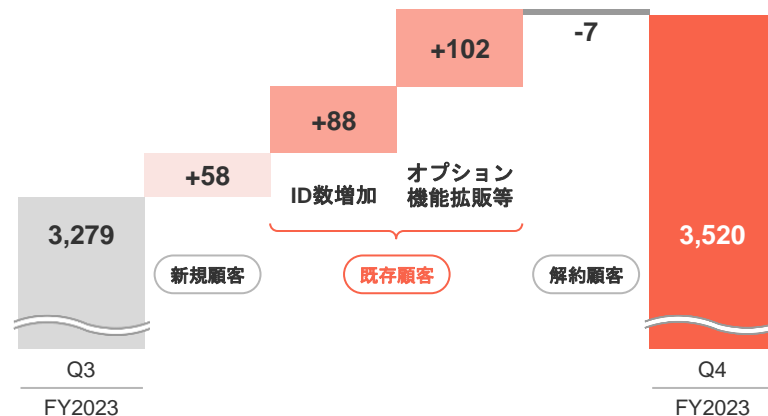 +102
-7
+88
+58
オプション
機能拡販等
ID数増加
3,279
3,520
新規顧客
既存顧客
解約顧客
Q3
FY2023
Q4
FY2023